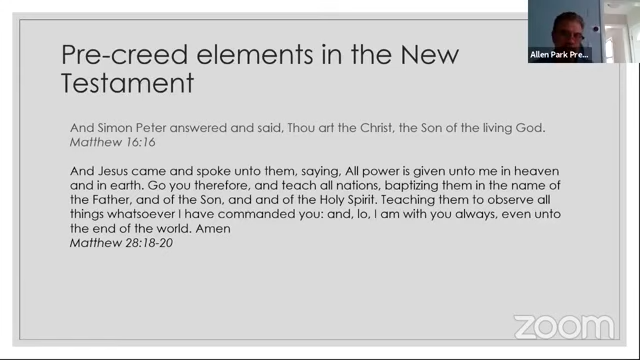 Pre-creed elements in the New
Testament
Allen Park Pre...
And Simon Peter answered and said, Thou art the Christ, the Son of the living God.
Matthew 16:16
And Jesus came and spoke unto them, saying, All power is given unto me in heaven
and in earth. Go you therefore, and teach all nations, baptizing them in the name of
the Father, and of the Son, and and of the Holy Spirit. Teaching them to observe all
things whatsoever I have commanded you: and, lo, I am with you always, even unto
the end of the world. Amen
Matthew 28:18-20
zoom